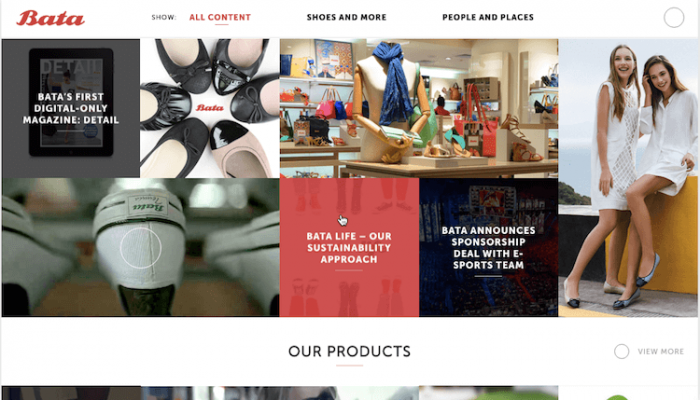 Bata
SHOW:
ALL CONTENT
SHOES AND MORE
PEOPLE AND PLACES
DETAIL
BATA'S FIRST
DIGITAL-ONLY
MAGAZINE: DETAIL
Bata
Bata
BATA LIFE – OUR
SUSTAINABILITY
APPROACH
BATA ANNOUNCES
SPONSORSHIP
DEAL WITH E-
SPORTS TEAM
OUR PRODUCTS
VIEW MORE